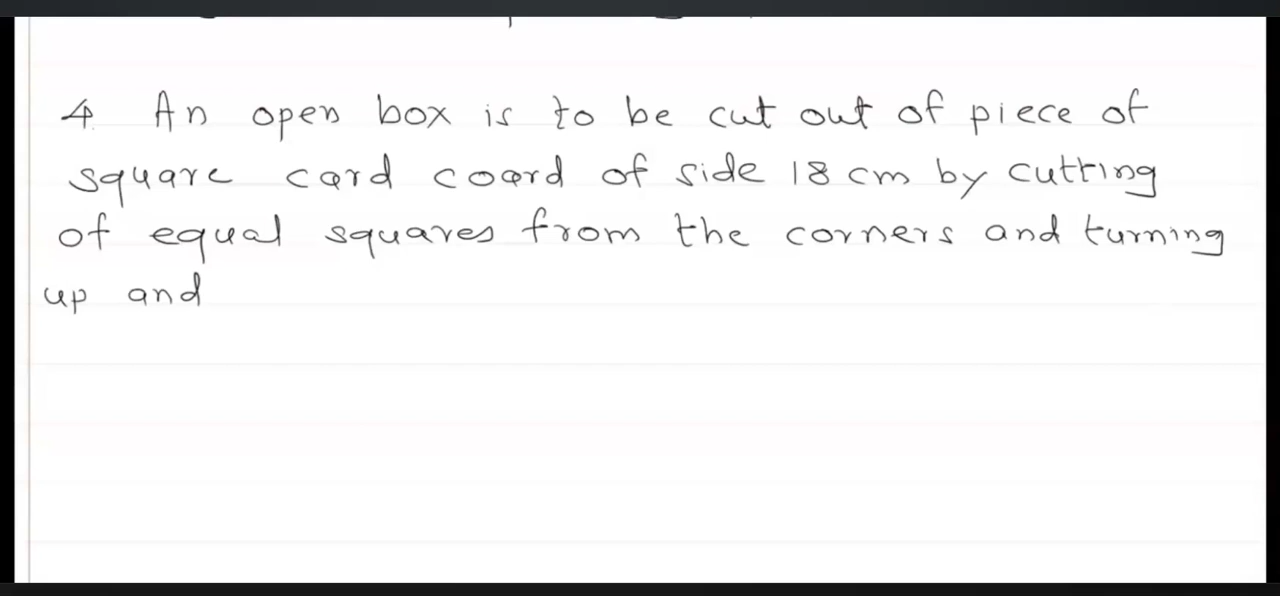 4. An open box is to be cut out of piece of
square card coard of side 18 cm by cutting
of equal squares from the corners and turning
up and